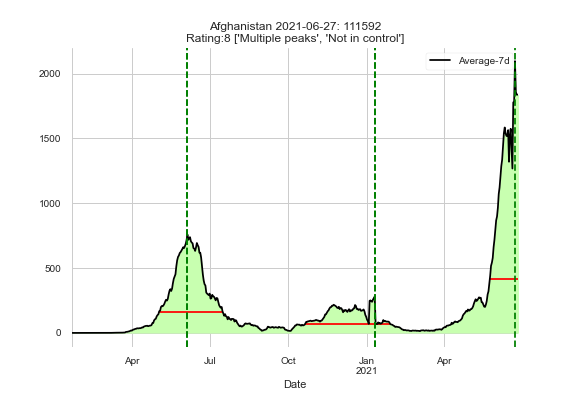 Afghanistan 2021-06-27: 111592
Rating:8 ['Multiple peaks', 'Not in control']
Average-7d
2000
1500
1000
500
0
Apr
Jul
Oct
Jan
2021
Apr
Date